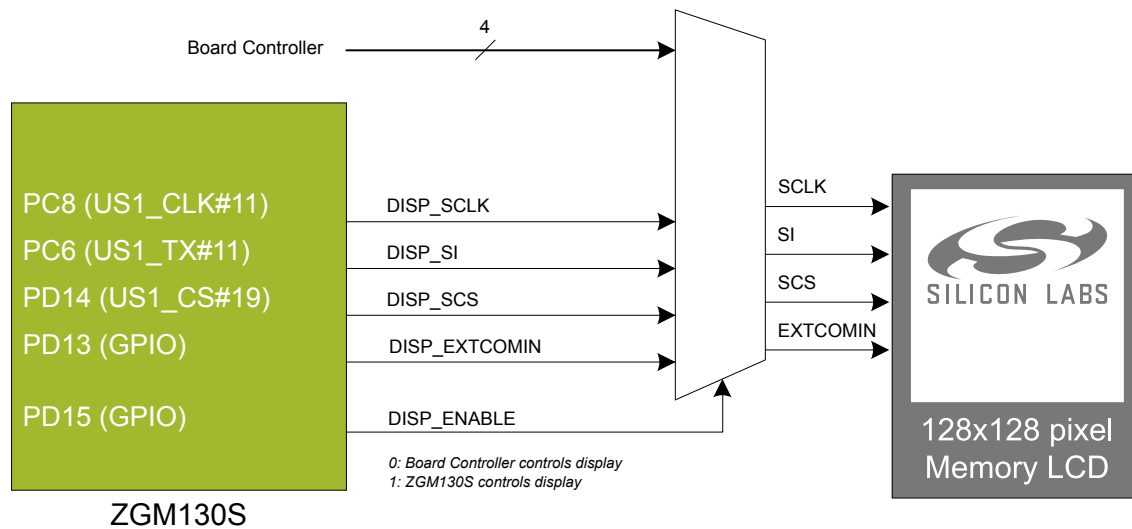 4
Board Controller
PC8 (US1_CLK#11)
PC6 (US1_TX#11)
PD14 (US1_CS#19)
PD13 (GPIO)
PD15 (GPIO)
ZGM130S
DISP_SCLK
DISP_SI
DISP_SCS
DISP_EXTCOMIN
DISP_ENABLE
0: Board Controller controls display
1: ZGM130S controls display
SCLK
SI
SCS
EXTCOMIN
SILICON LABS
128x128 pixel
Memory LCD